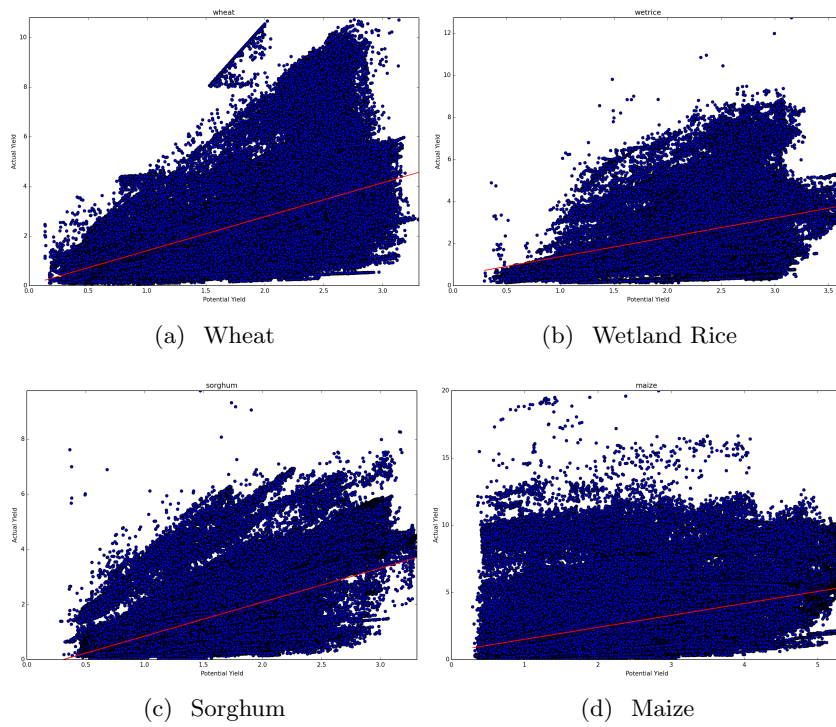 wheat
10
8
6
4
2
0
Actual Yield
0.0 0.5 1.0 1.5 2.0 2.5 3.0
Potential Yield
(a) Wheat
wetrice
12
10
8
6
4
2
0
Actual Yield
0.0 0.5 1.0 1.5 2.0 2.5 3.0 3.5
Potential Yield
(b) Wetland Rice
sorghum
8
6
4
2
0
Actual Yield
0.0 0.5 1.0 1.5 2.0 2.5 3.0
Potential Yield
(c) Sorghum
maize
20
15
10
5
0
Actual Yield
0 1 2 3 4 5
Potential Yield
(d) Maize